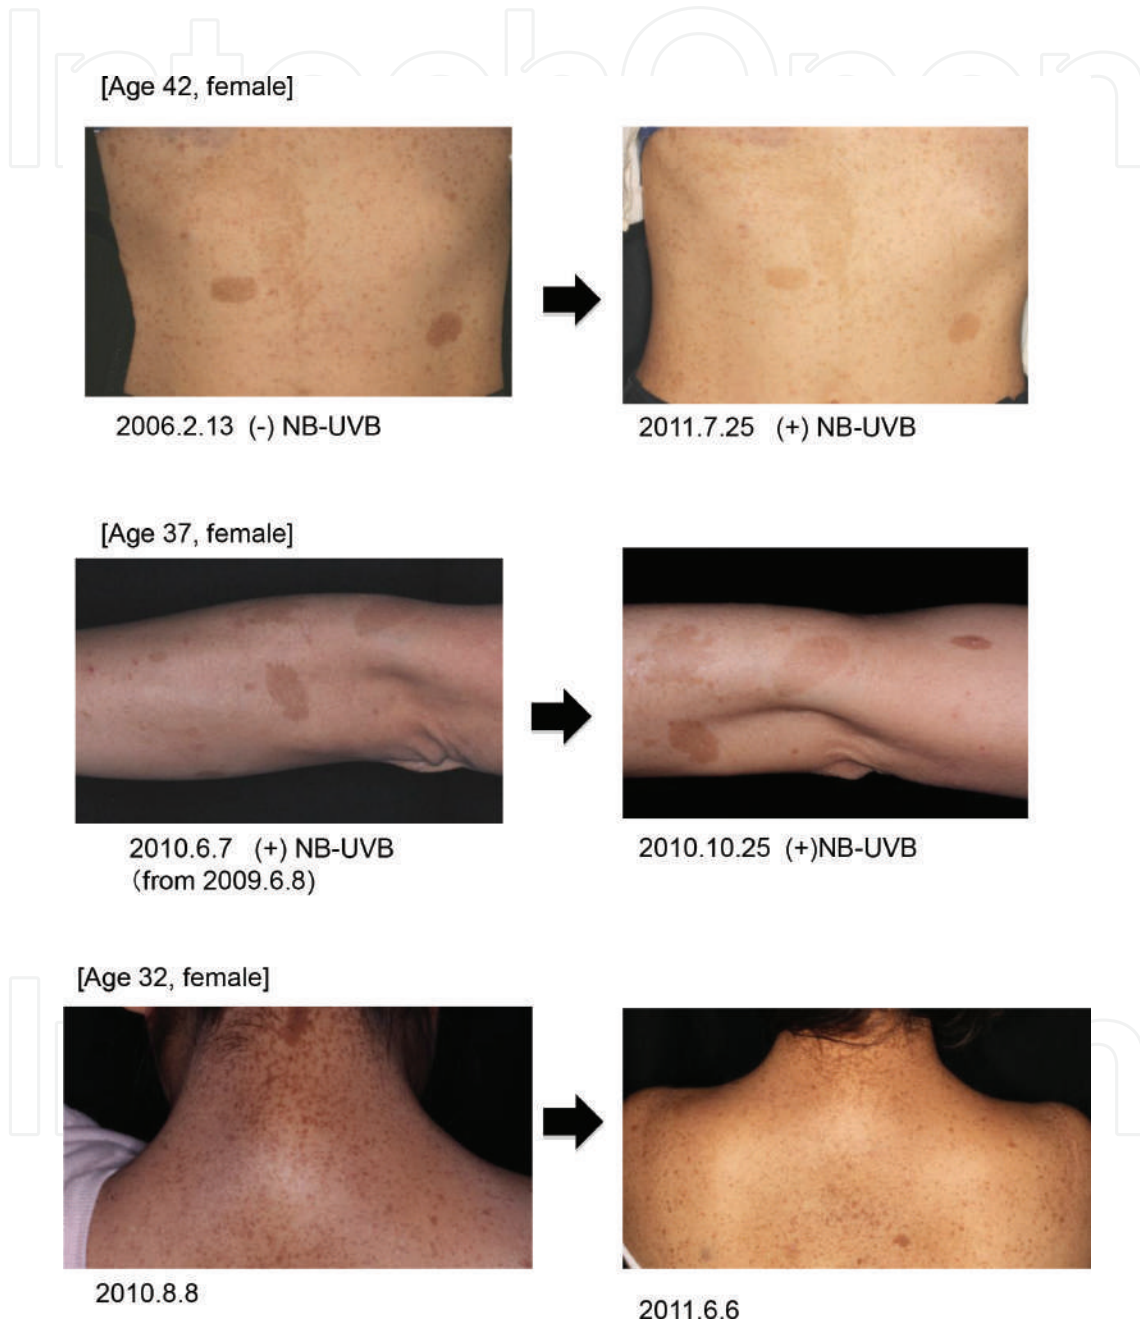 IntechOpen
[Age 42, female]
2006.2.13 (-) NB-UVB
2011.7.25 (+) NB-UVB
[Age 37, female]
2010.6.7 (+) NB-UVB
(from 2009.6.8)
2010.10.25 (+)NB-UVB
[Age 32, female]
2010.8.8
2011.6.6